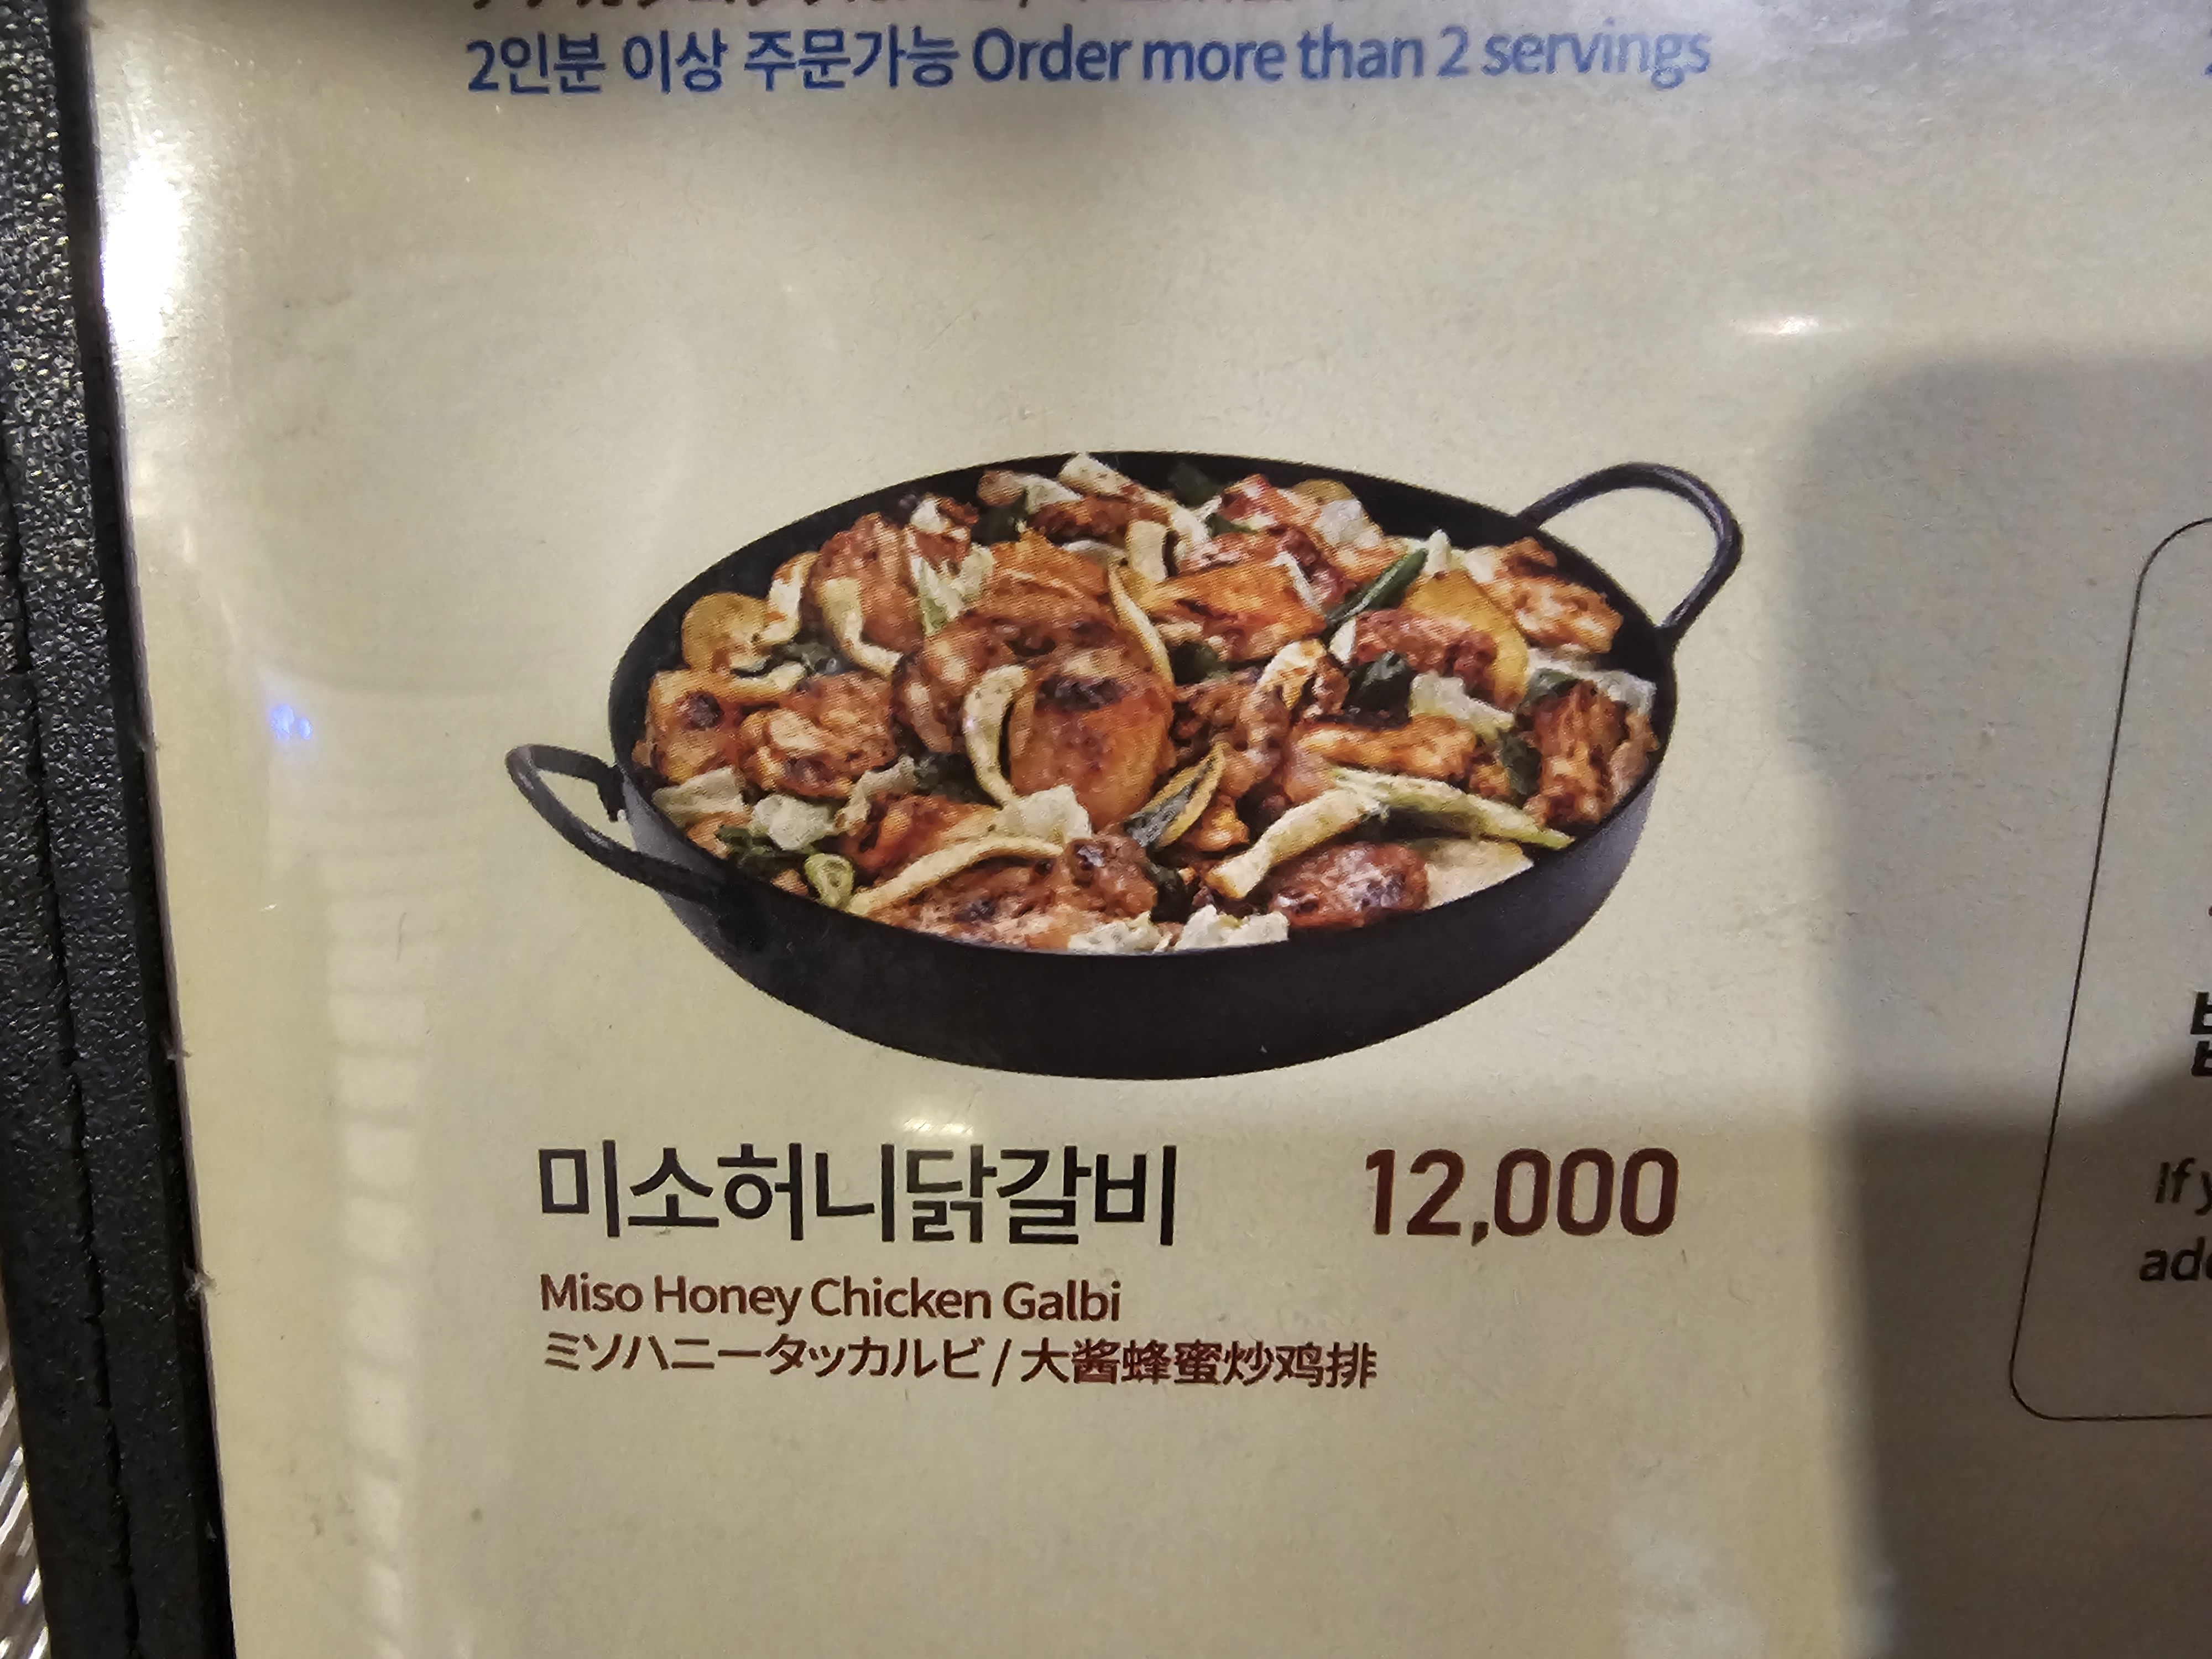 2인분 이상 주문가능 Order more than 2 servings
미소허니닭갈비 12,000
Miso Honey Chicken Galbi
ミソハニータッカルビ / 大酱蜂蜜炒鸡排
If